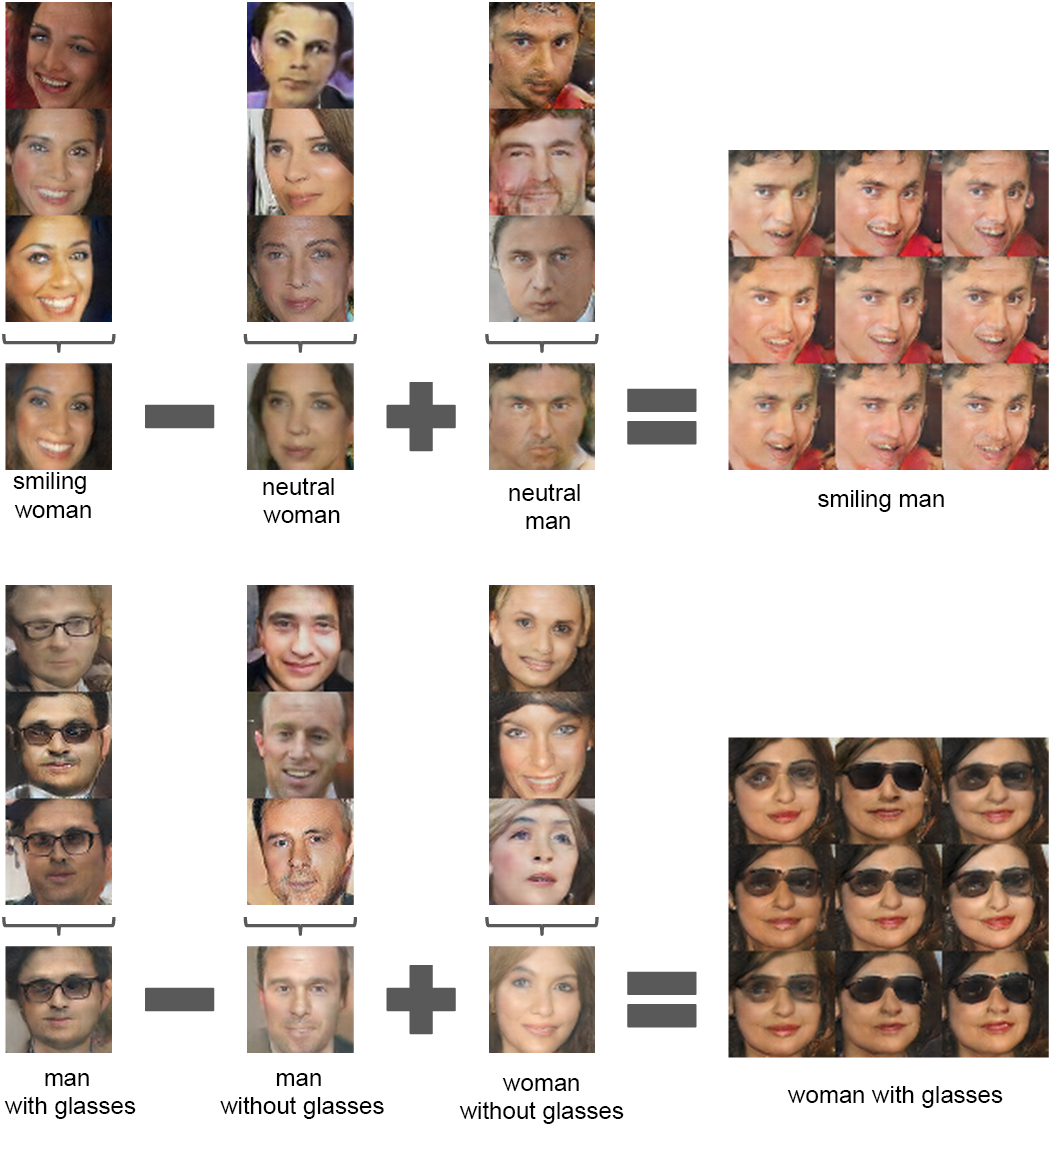 smiling
woman
neutral
woman
neutral
man
smiling man
man
with glasses
man
without glasses
woman
without glasses
woman with glasses